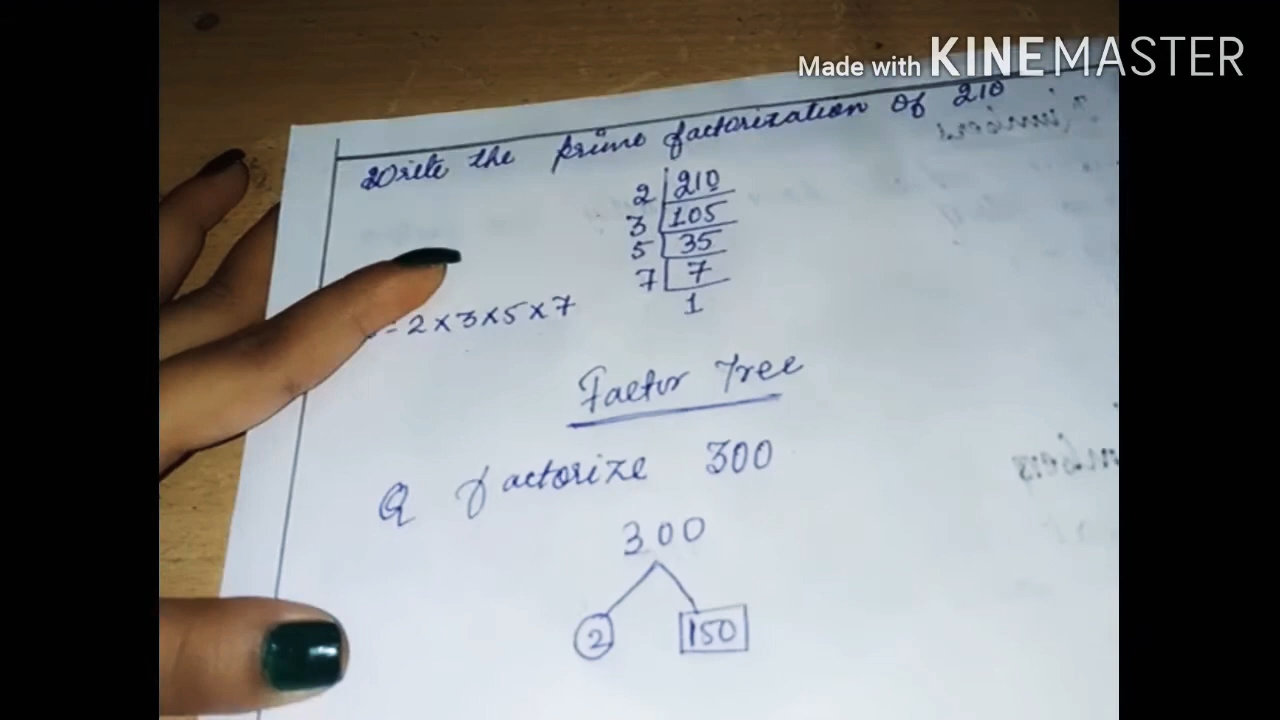 Made with KINEMASTER
Write the prime factorization of 210
2 210
3 105
5 35
7 7
1
= 2×3×5×7
Factor Tree
Q factorize 300
300
2 150